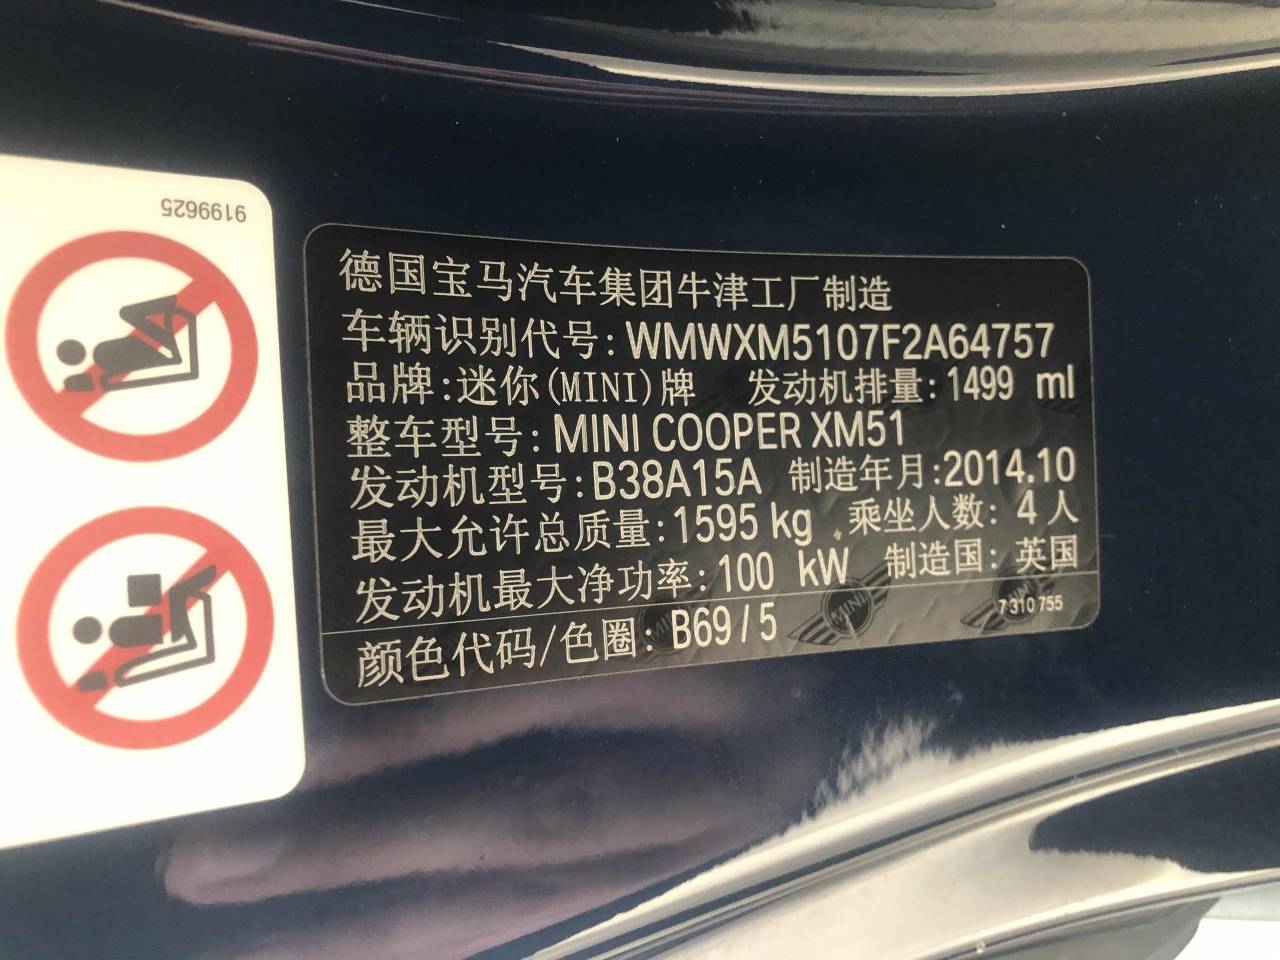 9199625
德国宝马汽车集团牛津工厂制造
车辆识别代号: WMWXM5107F2A64757
品牌:迷你(MINI)牌 发动机排量: 1499 ml
整车型号: MINI COOPER XM51
发动机型号: B38A15A 制造年月:2014.10
最大允许总质量: 1595 kg 乘坐人数: 4 人
发动机最大净功率: 100 kW 制造国: 英国
颜色代码/色圈: B69 / 5
MINI
MINI
MINI
7 310 755